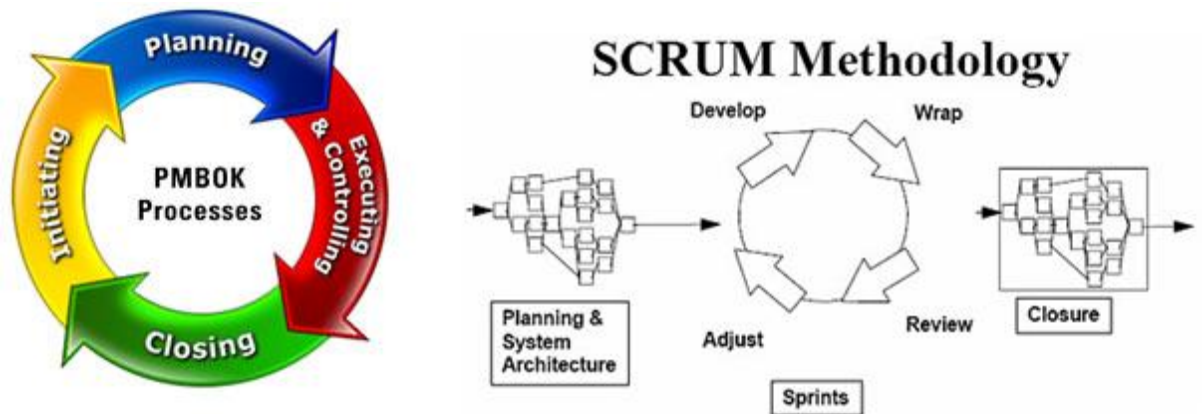 Planning
Executing
& Controlling
Closing
Initiating
PMBOK
Processes
SCRUM Methodology
Develop
Wrap
Planning &
System
Architecture
Adjust
Review
Closure
Sprints